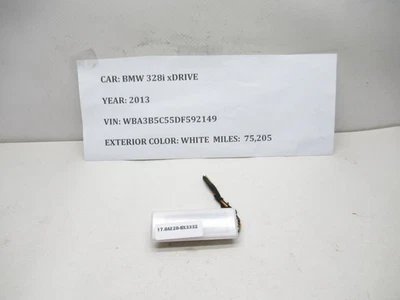 CAR: BMW 328i xDRIVE
YEAR: 2013
VIN: WBA3B5C55DF592149
EXTERIOR COLOR: WHITE MILES: 75,205